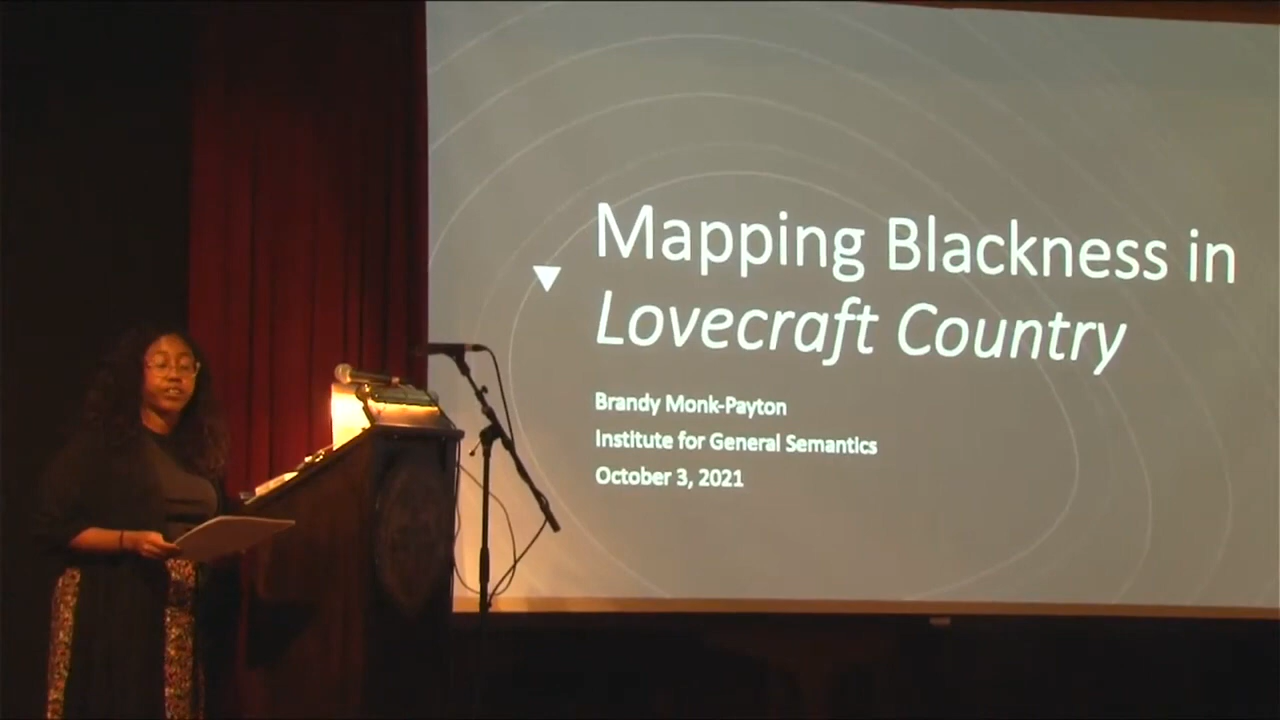 Mapping Blackness in
Lovecraft Country
Brandy Monk-Payton
Institute for General Semantics
October 3, 2021